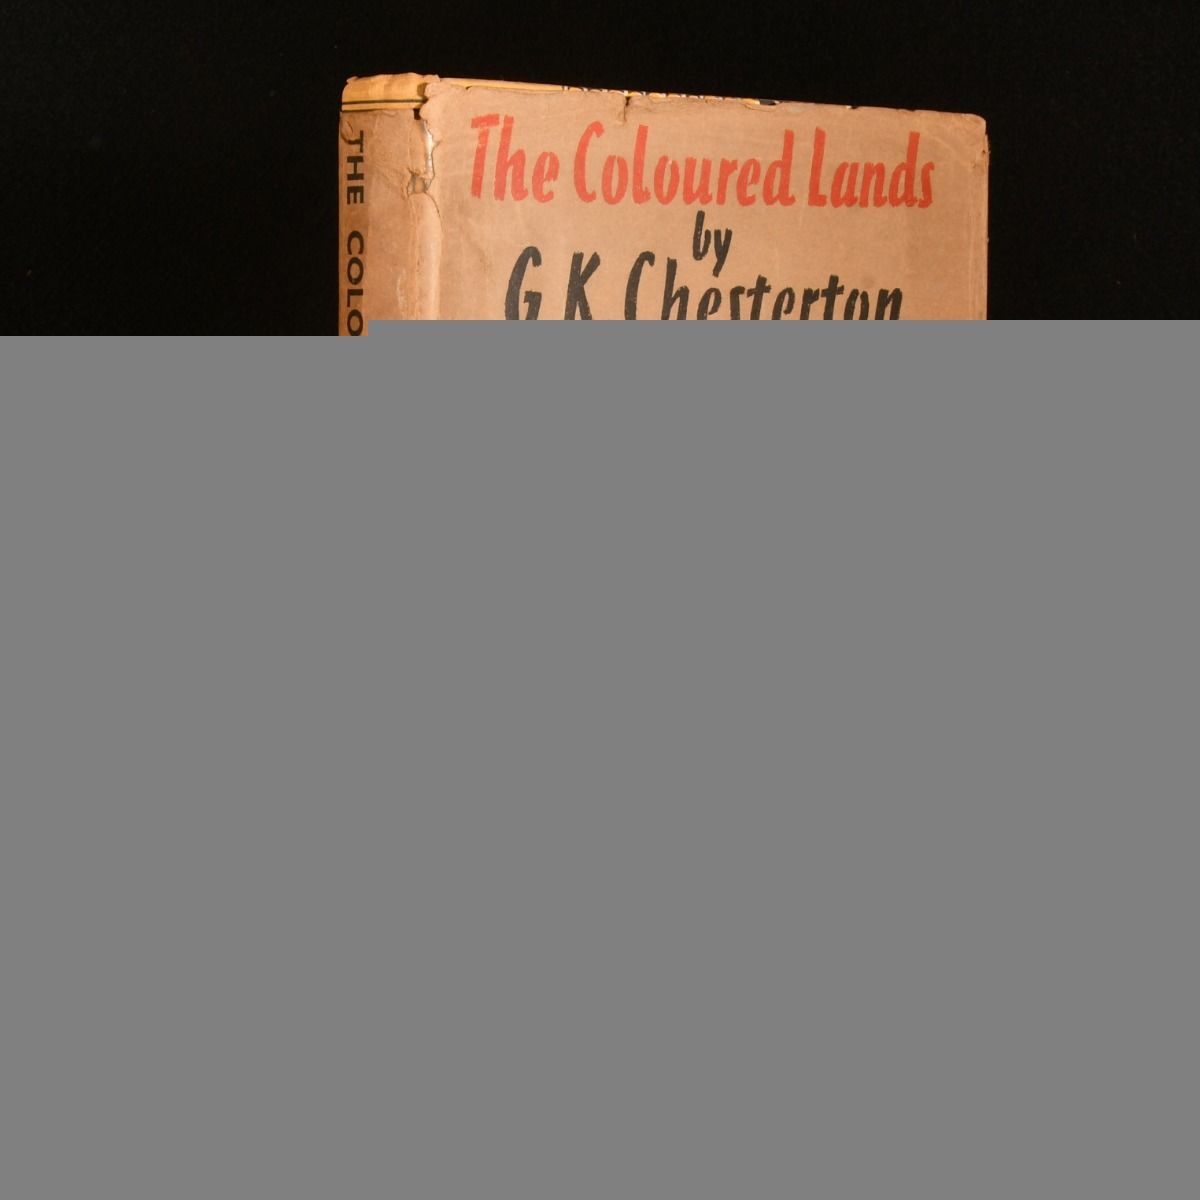 The Coloured Lands
by
G.K. Chesterton
THE COLO